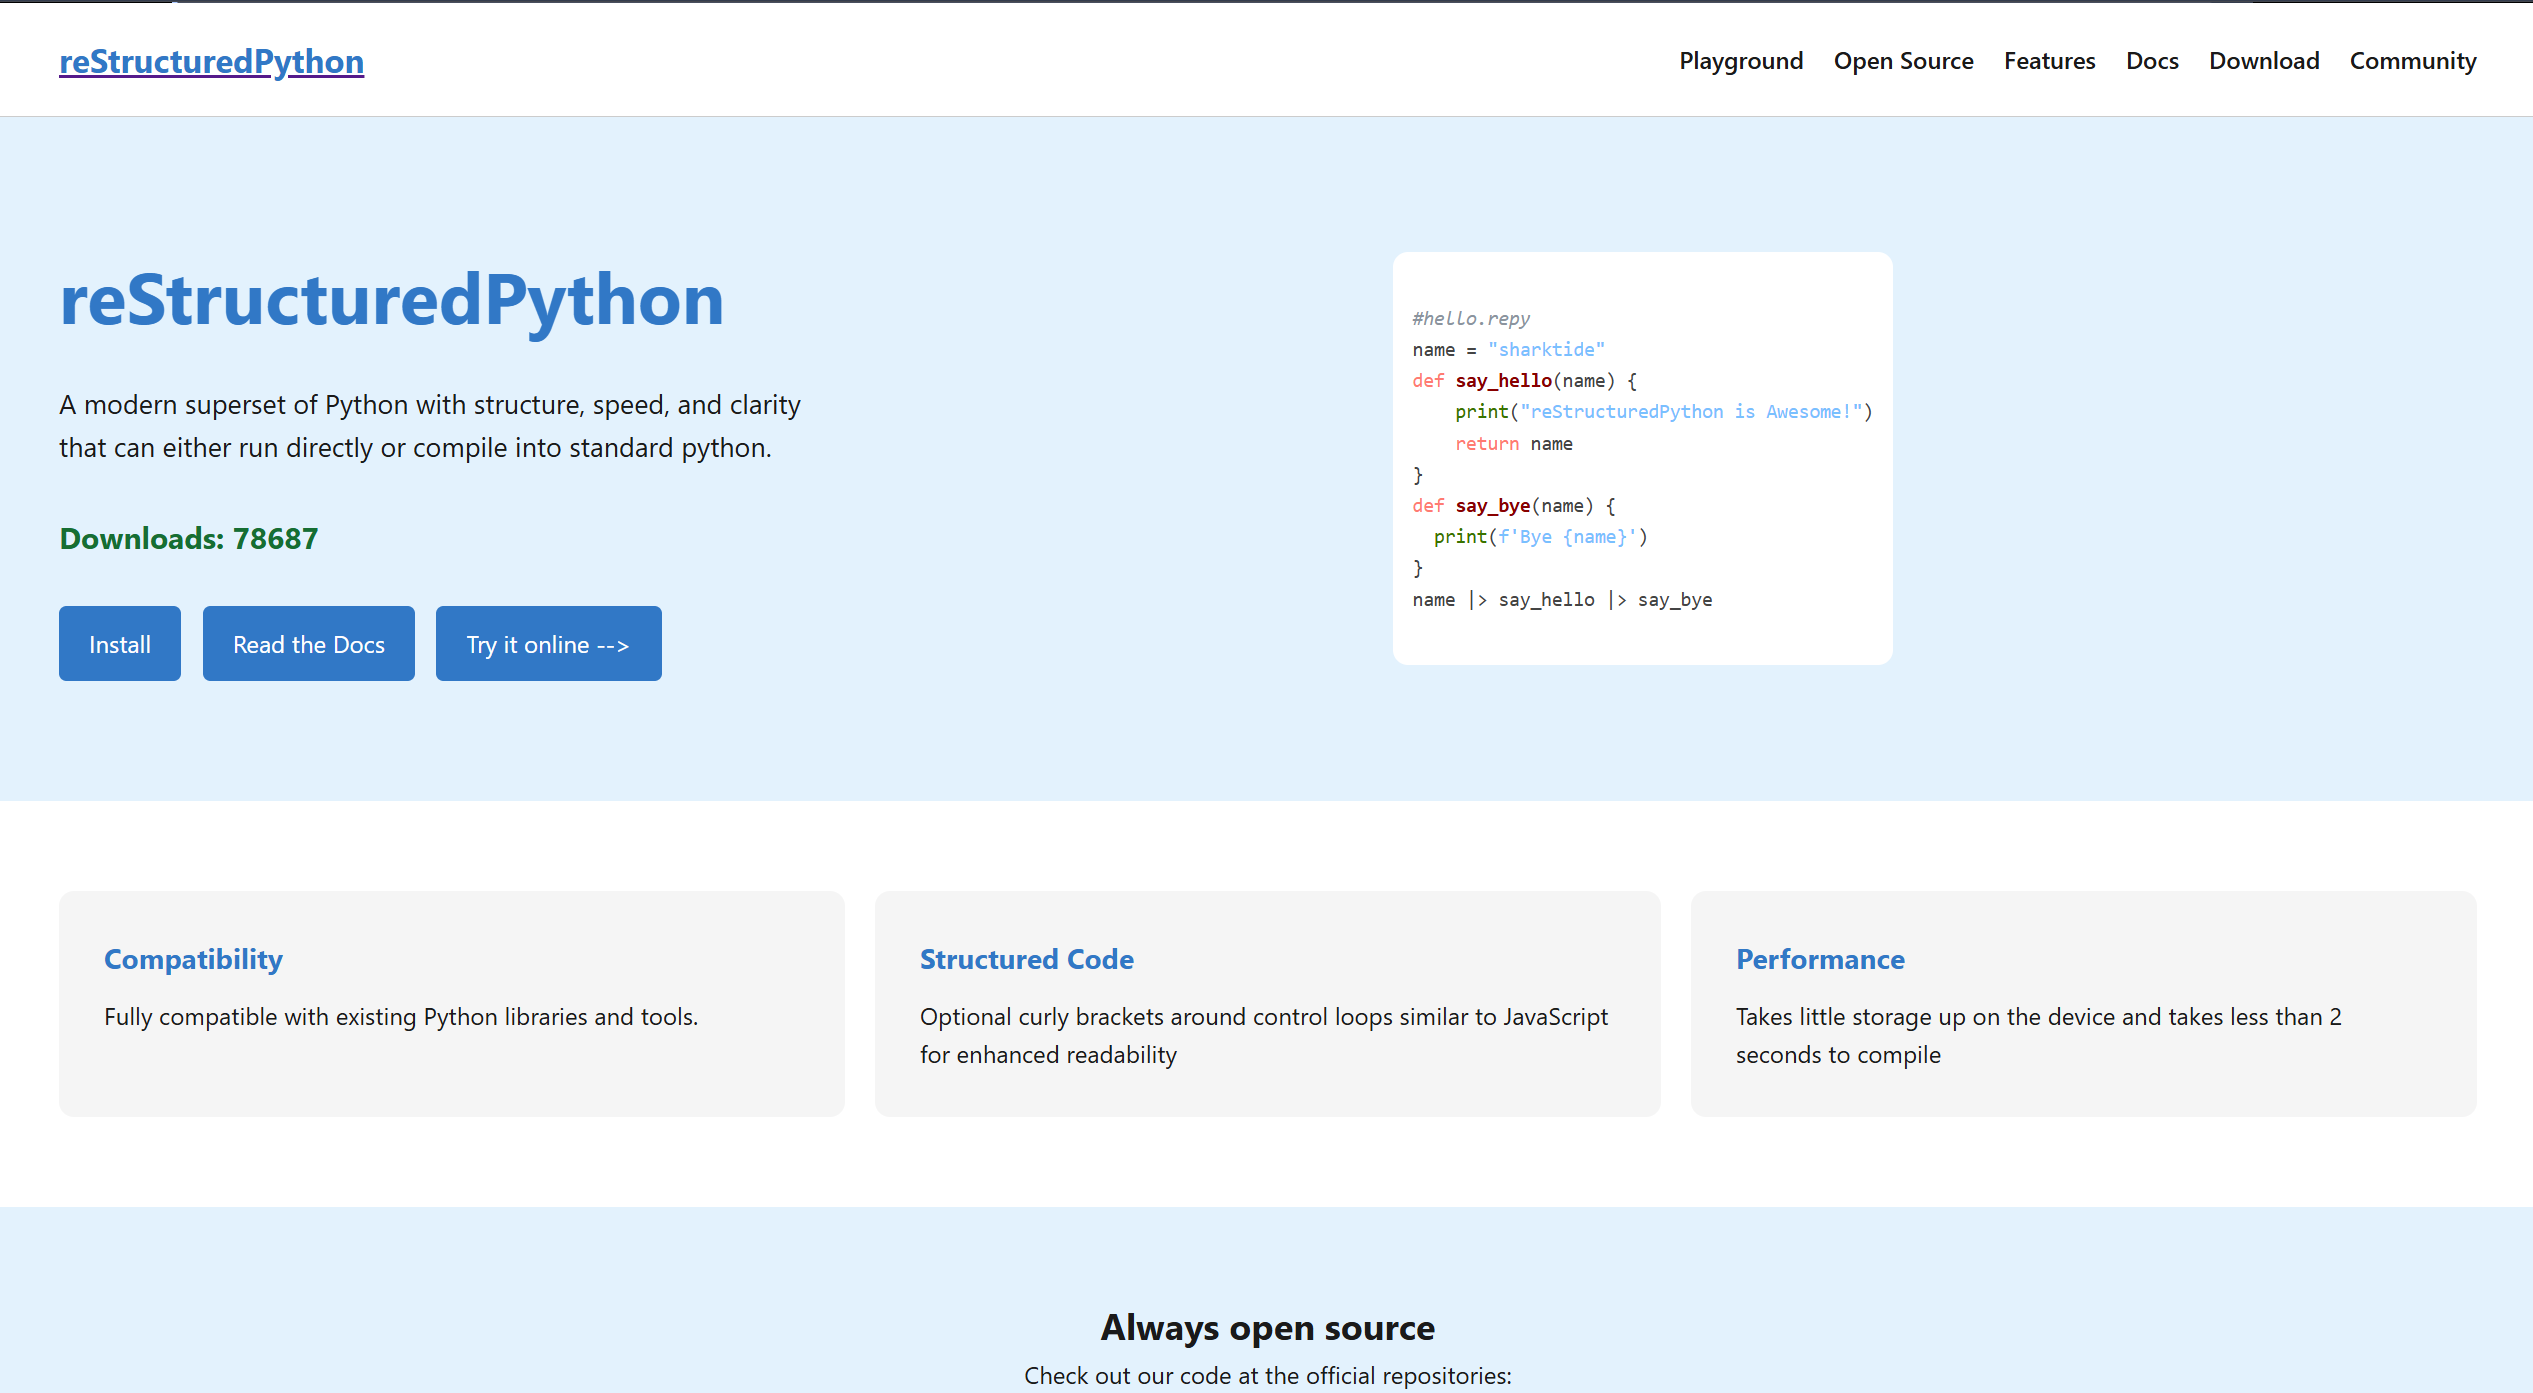 reStructuredPython
Playground Open Source Features Docs Download Community
reStructuredPython
A modern superset of Python with structure, speed, and clarity
that can either run directly or compile into standard python.
Downloads: 78687
Install Read the Docs Try it online -->
#hello.repy
name = "sharktide"
def say_hello(name) {
    print("reStructuredPython is Awesome!")
    return name
}
def say_bye(name) {
  print(f'Bye {name}')
}
name |> say_hello |> say_bye
Compatibility
Fully compatible with existing Python libraries and tools.
Structured Code
Optional curly brackets around control loops similar to JavaScript
for enhanced readability
Performance
Takes little storage up on the device and takes less than 2
seconds to compile
Always open source
Check out our code at the official repositories: